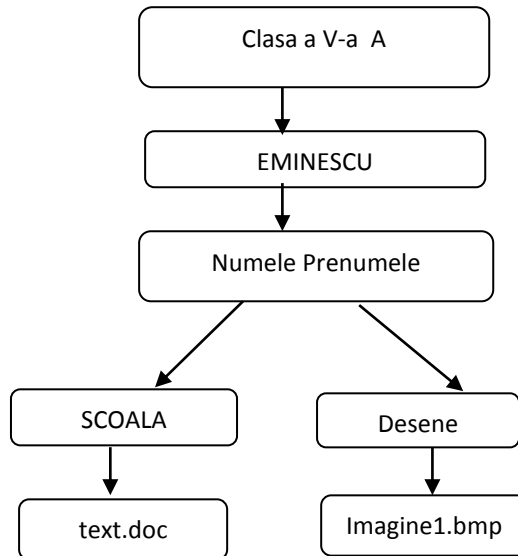 Clasa a V-a A
EMINESCU
Numele Prenumele
SCOALA
Desene
text.doc
Imagine1.bmp